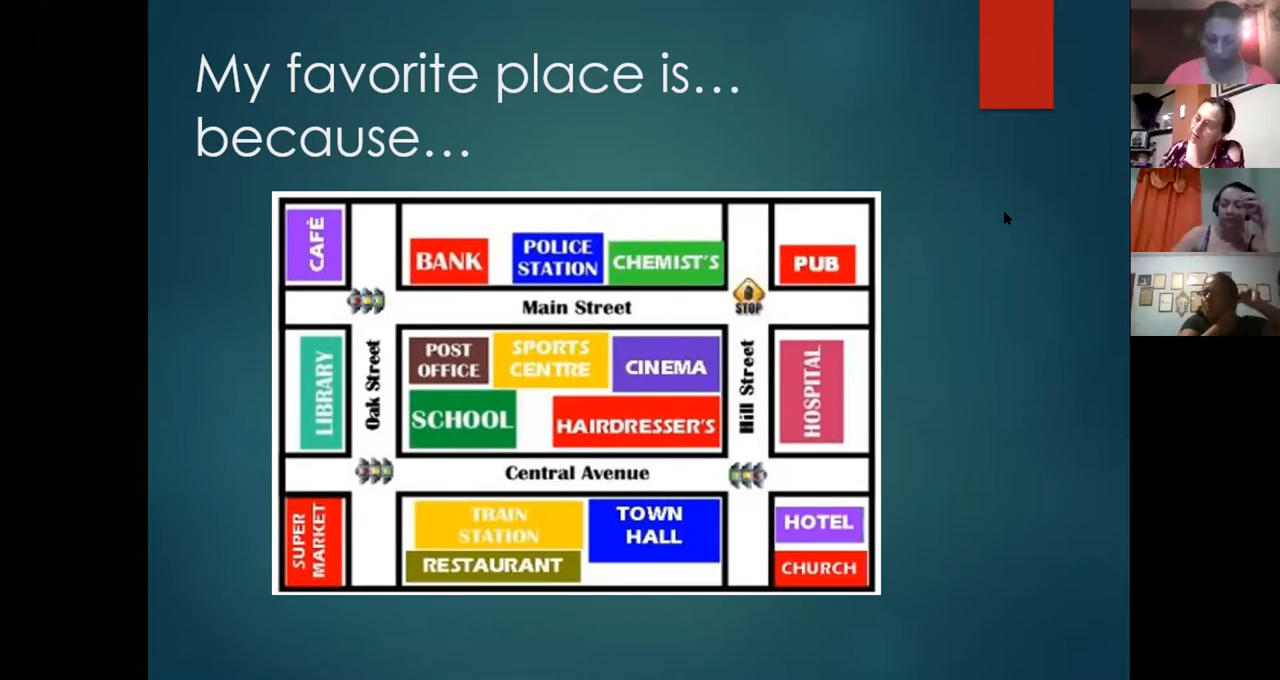 My favorite place is…
because…
CAFÉ
BANK
POLICE
STATION
CHEMIST'S
PUB
Main Street
STOP
LIBRARY
Oak Street
POST
OFFICE
SPORTS
CENTRE
CINEMA
SCHOOL
HAIRDRESSER'S
Hill Street
HOSPITAL
Central Avenue
SUPER
MARKET
TRAIN
STATION
RESTAURANT
TOWN
HALL
HOTEL
CHURCH